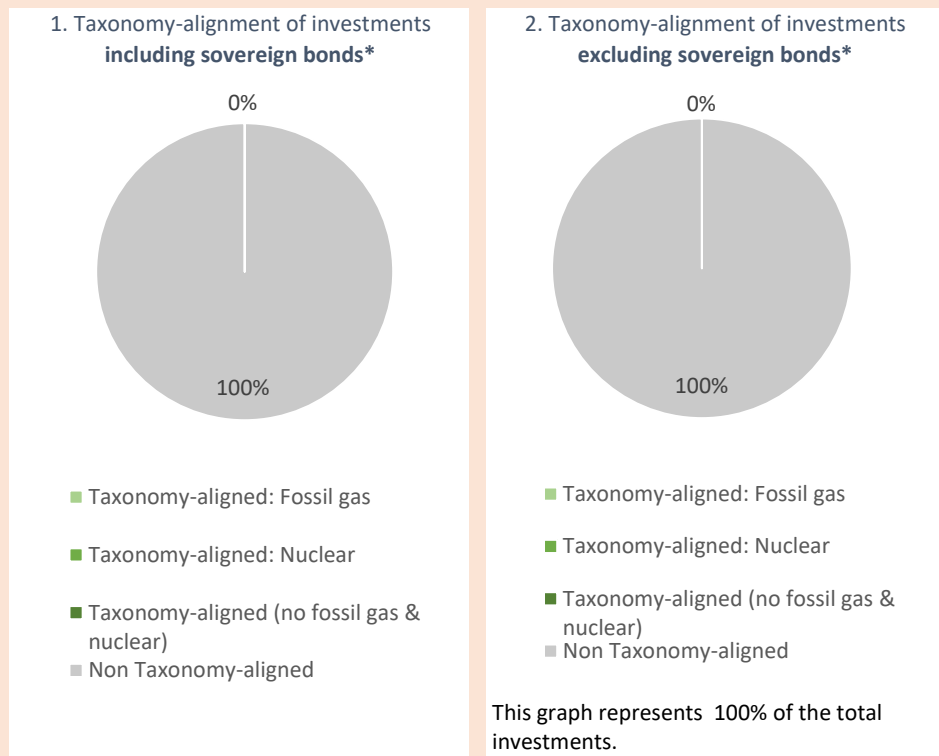 1. Taxonomy-alignment of investments
including sovereign bonds*
0%
100%
Taxonomy-aligned: Fossil gas
Taxonomy-aligned: Nuclear
Taxonomy-aligned (no fossil gas &
nuclear)
Non Taxonomy-aligned
2. Taxonomy-alignment of investments
excluding sovereign bonds*
0%
100%
Taxonomy-aligned: Fossil gas
Taxonomy-aligned: Nuclear
Taxonomy-aligned (no fossil gas &
nuclear)
Non Taxonomy-aligned
This graph represents  100% of the total
investments.